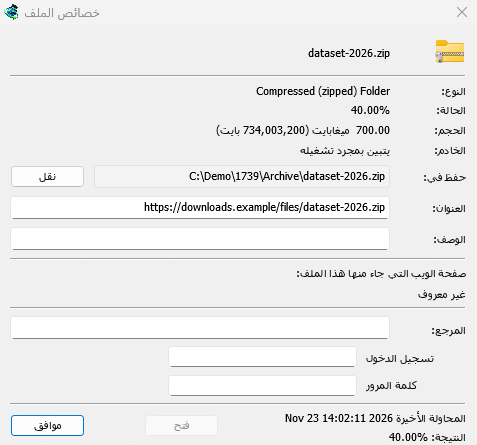 خصائص الملف
dataset-2026.zip
النوع: Compressed (zipped) Folder
الحالة: 40.00%
الحجم: 700.00 ميغابايت (734,003,200 بايت)
الخادم: يتبين بمجرد تشغيله
حفظ في: C:\Demo\1739\Archive\dataset-2026.zip نقل
العنوان: https://downloads.example/files/dataset-2026.zip
الوصف:
صفحة الويب التي جاء منها هذا الملف:
غير معروف
المرجع:
تسجيل الدخول
كلمة المرور
المحاولة الأخيرة Nov 23 14:02:11 2026 فتح موافق
النتيجة: 40.00%